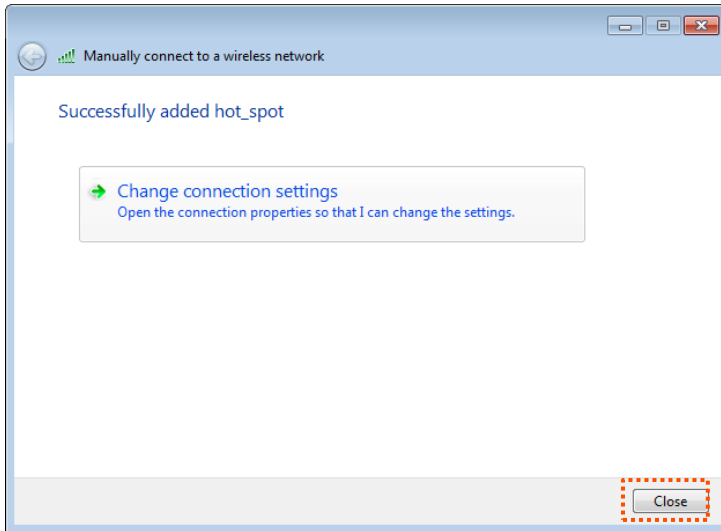 Manually connect to a wireless network
Successfully added hot_spot
Change connection settings
Open the connection properties so that I can change the settings.
Close